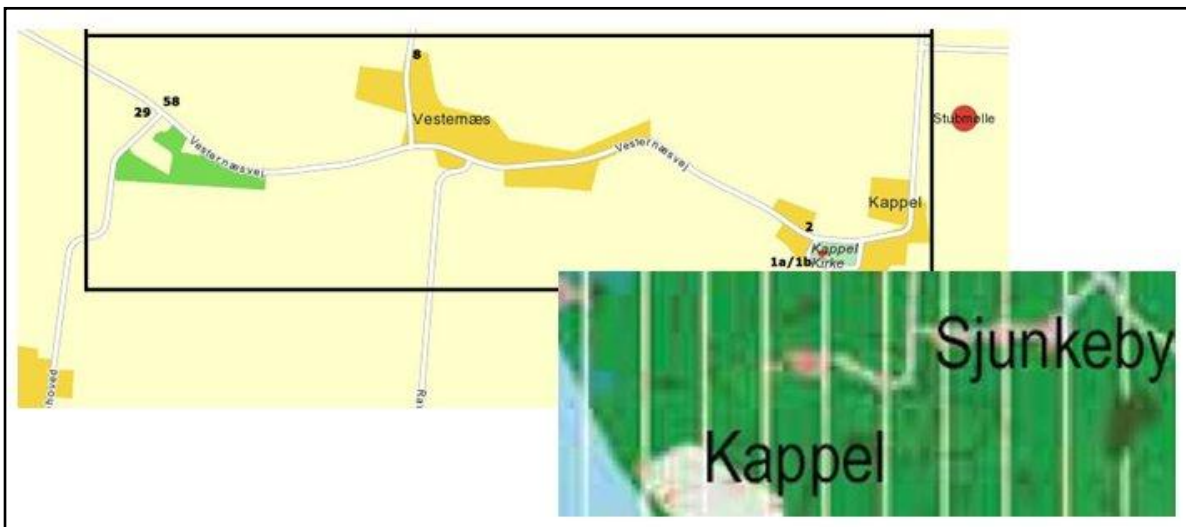 8
58
29
Vesternæs
Stubmølle
Vesternæsvej
Vesternæsvej
Kappel
2
Kappel
1a/1b Kirke
Sjunkeby
Kappel